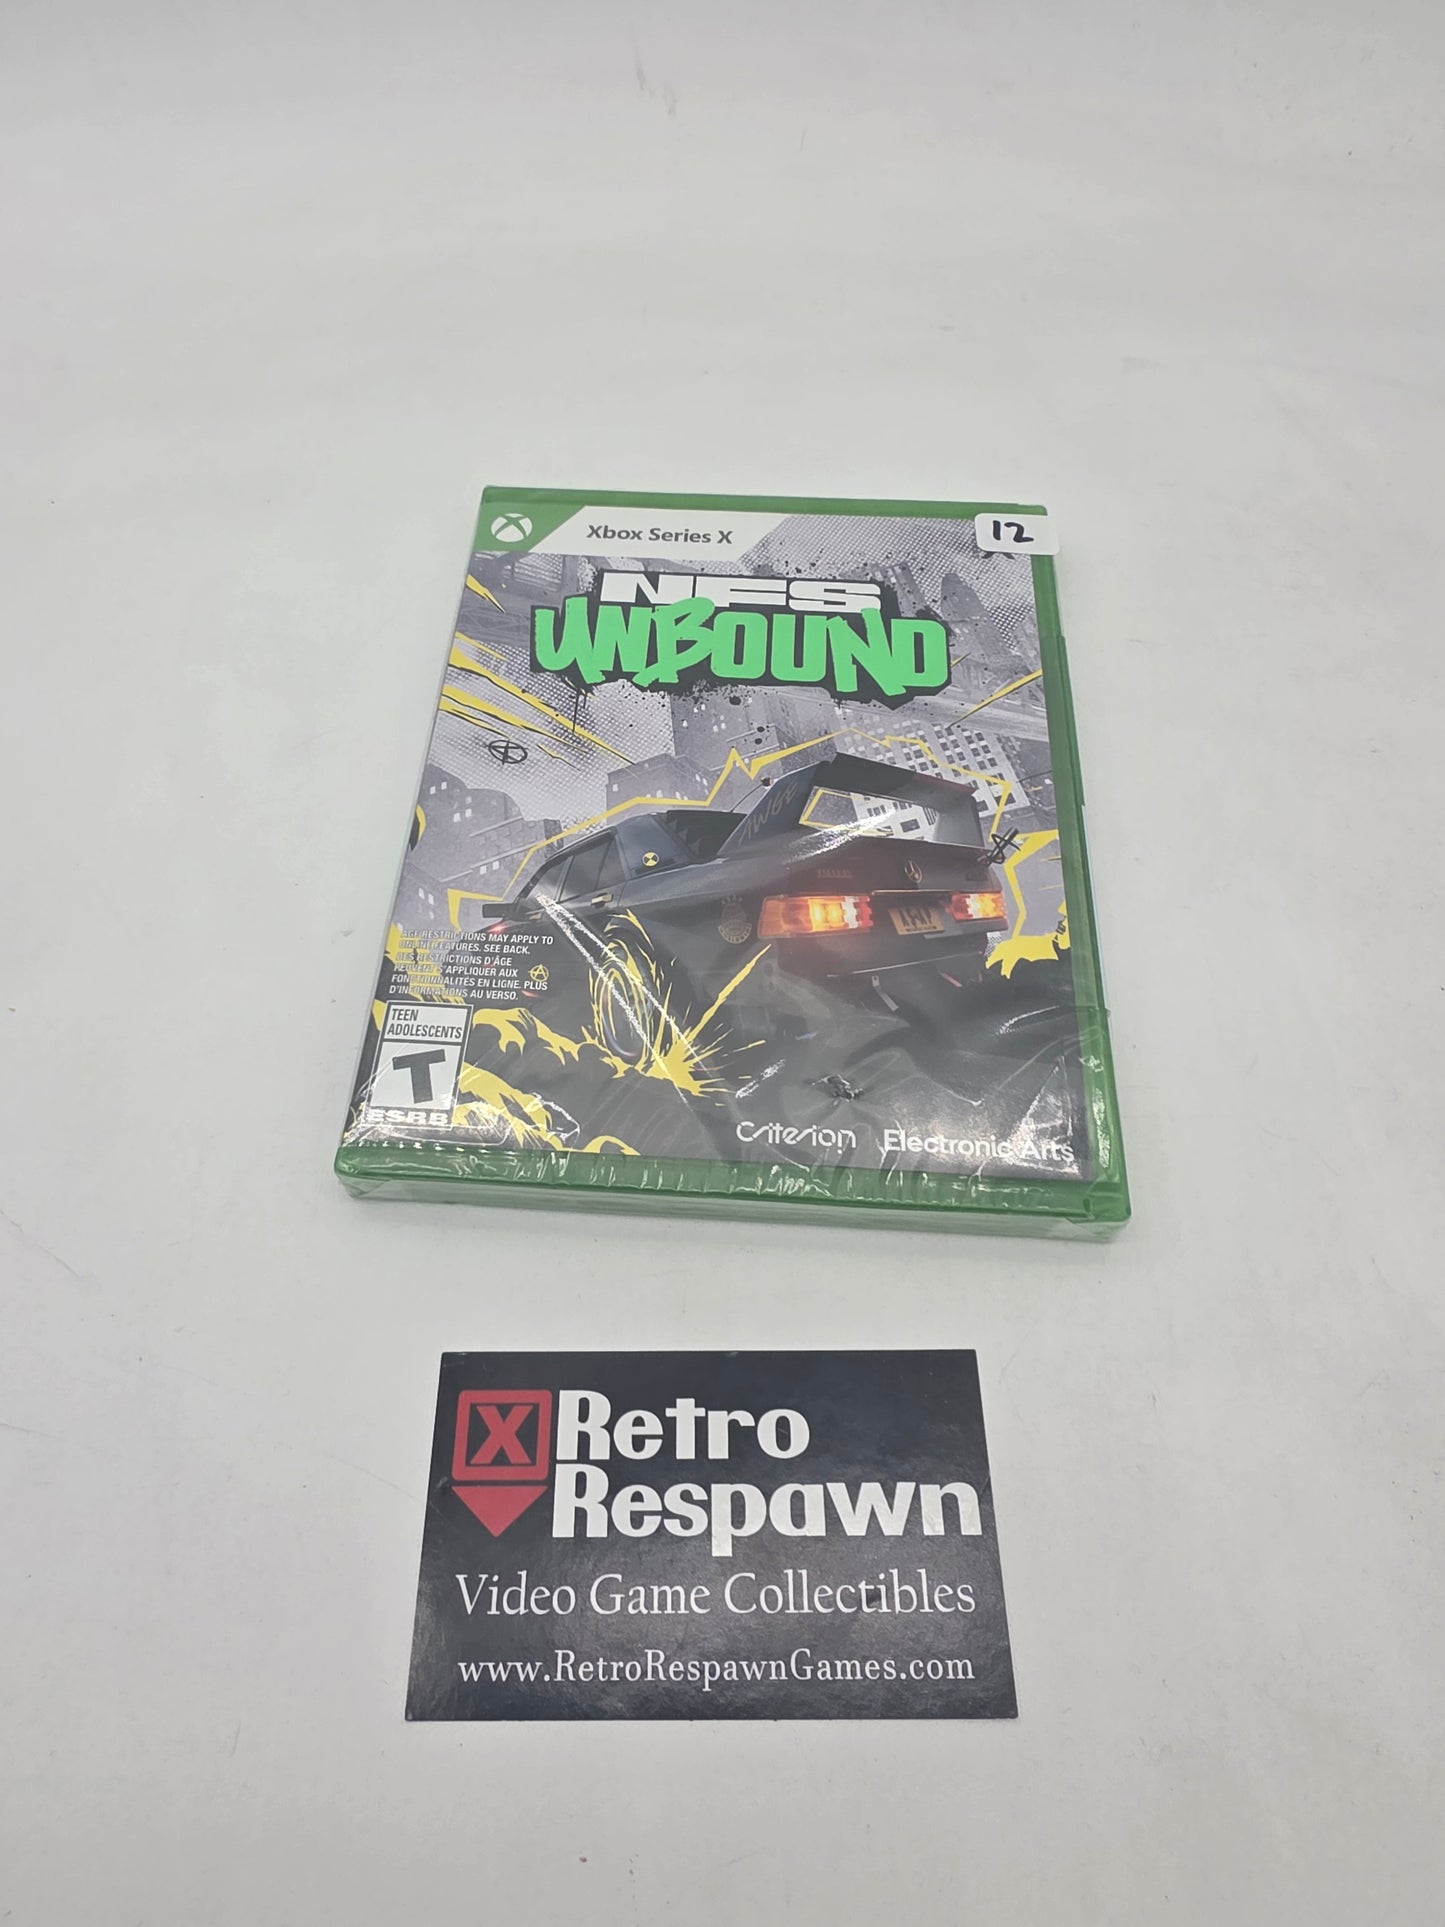 Xbox Series X
12
NFS
UNBOUND
AWGE
AGE RESTRICTIONS MAY APPLY TO
ONLINE FEATURES. SEE BACK.
DES RESTRICTIONS D'ÂGE
PEUVENT S'APPLIQUER AUX
FONCTIONNALITÉS EN LIGNE. PLUS
D'INFORMATIONS AU VERSO.
TEEN
ADOLESCENTS
T
ESRB
Criterion
Electronic Arts
X Retro
Respawn
Video Game Collectibles
www.RetroRespawnGames.com